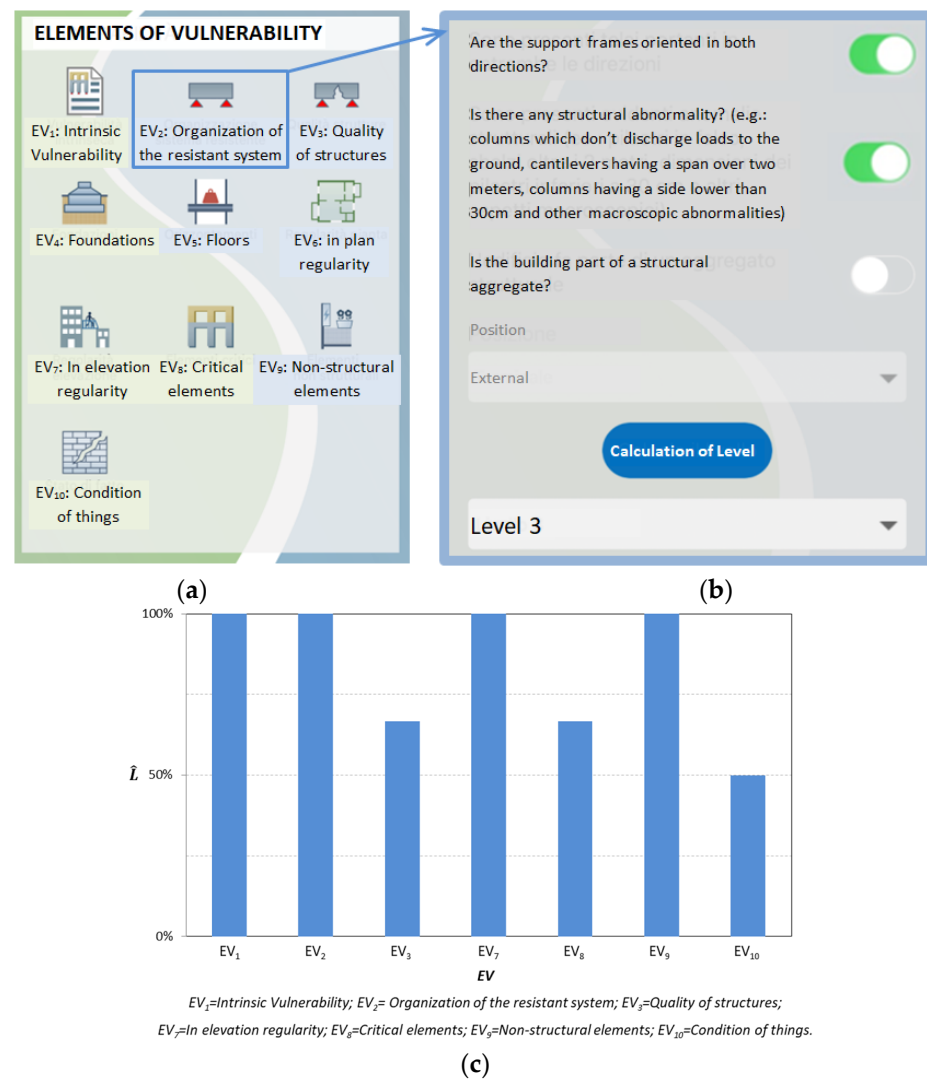 ELEMENTS OF VULNERABILITY
EV₁: Intrinsic
Vulnerability
EV₂: Organization of
the resistant system
EV₃: Quality
of structures
EV₄: Foundations
EV₅: Floors
EV₆: in plan
regularity
EV₇: In elevation
regularity
EV₈: Critical
elements
EV₉: Non-structural
elements
EV₁₀: Condition
of things
(a)
Are the support frames oriented in both
directions?
le direzioni
Is there any structural abnormality? (e.g.:
columns which don't discharge loads to the
ground, cantilevers having a span over two
meters, columns having a side lower than
30cm and other macroscopic abnormalities)
Is the building part of a structural
aggregate?
aggregato
Position
Posizione
External
Calculation of Level
Level 3
(b)
100%
L̂ 50%
0%
EV₁ EV₂ EV₃ EV₇ EV₈ EV₉ EV₁₀
EV
EV₁=Intrinsic Vulnerability; EV₂= Organization of the resistant system; EV₃=Quality of structures;
EV₇=In elevation regularity; EV₈=Critical elements; EV₉=Non-structural elements; EV₁₀=Condition of things.
(c)